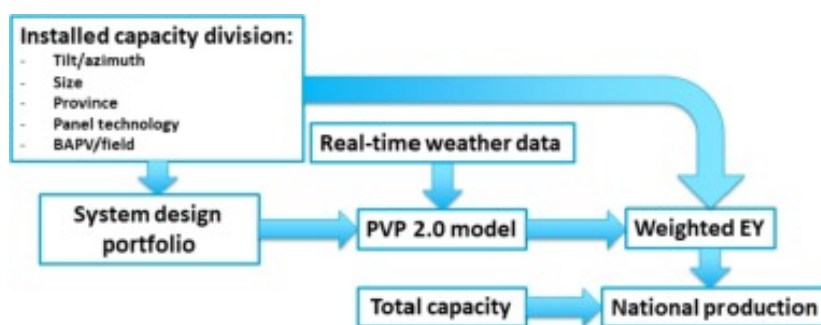 Installed capacity division:
- Tilt/azimuth
- Size
- Province
- Panel technology
- BAPV/field
Real-time weather data
System design
portfolio
PVP 2.0 model
Weighted EY
Total capacity
National production